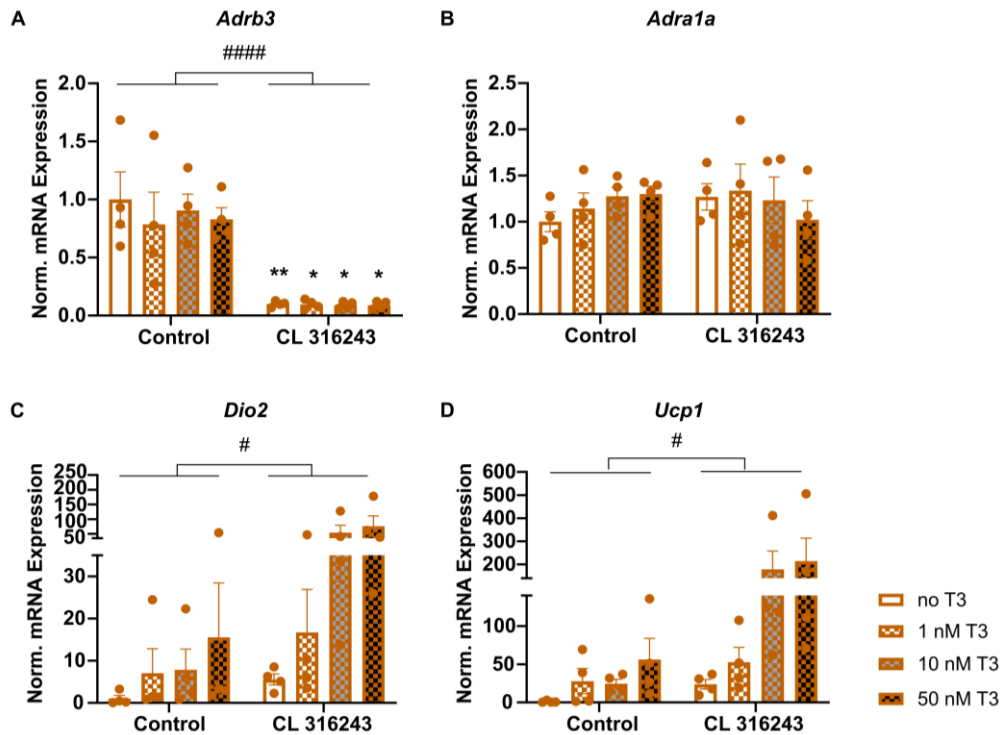 A
Adrb3
####
Norm. mRNA Expression
2.0
1.5
1.0
0.5
0.0
** * * *
Control
CL 316243
B
Adra1a
Norm. mRNA Expression
2.5
2.0
1.5
1.0
0.5
0.0
Control
CL 316243
C
Dio2
#
Norm. mRNA Expression
250
200
150
100
50
30
20
10
0
Control
CL 316243
D
Ucp1
#
Norm. mRNA Expression
600
500
400
300
200
100
50
0
Control
CL 316243
no T3
1 nM T3
10 nM T3
50 nM T3